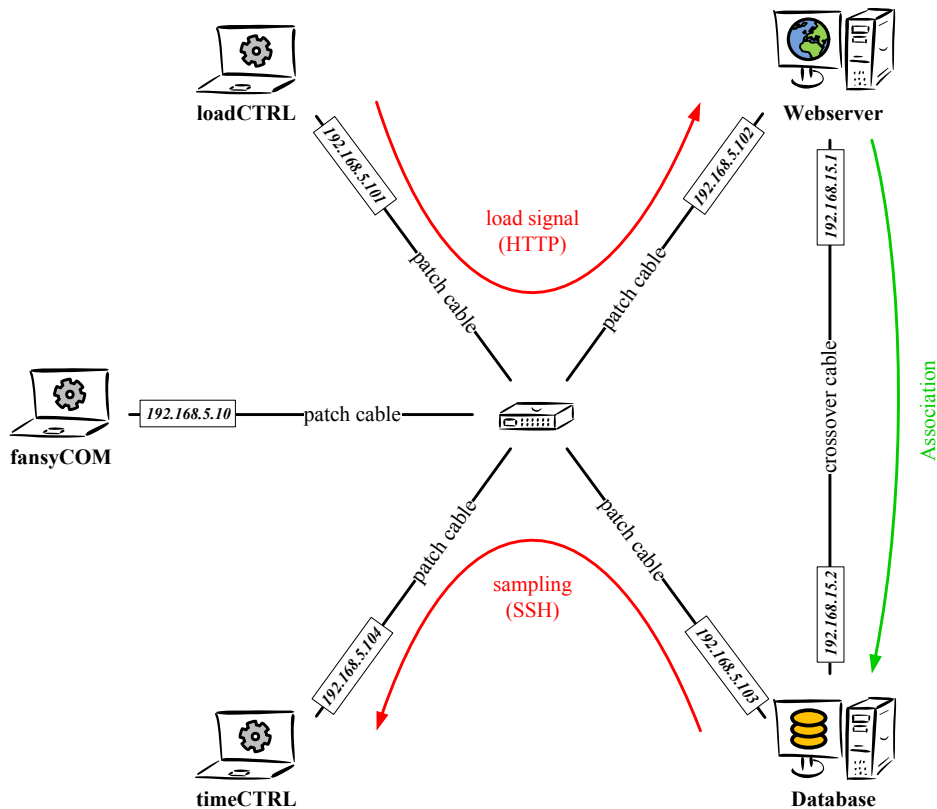 loadCTRL
Webserver
192.168.5.101
192.168.5.102
192.168.15.1
load signal
(HTTP)
patch cable
patch cable
crossover cable
Association
192.168.5.10
patch cable
fansyCOM
patch cable
patch cable
sampling
(SSH)
192.168.15.2
192.168.5.104
192.168.5.103
timeCTRL
Database